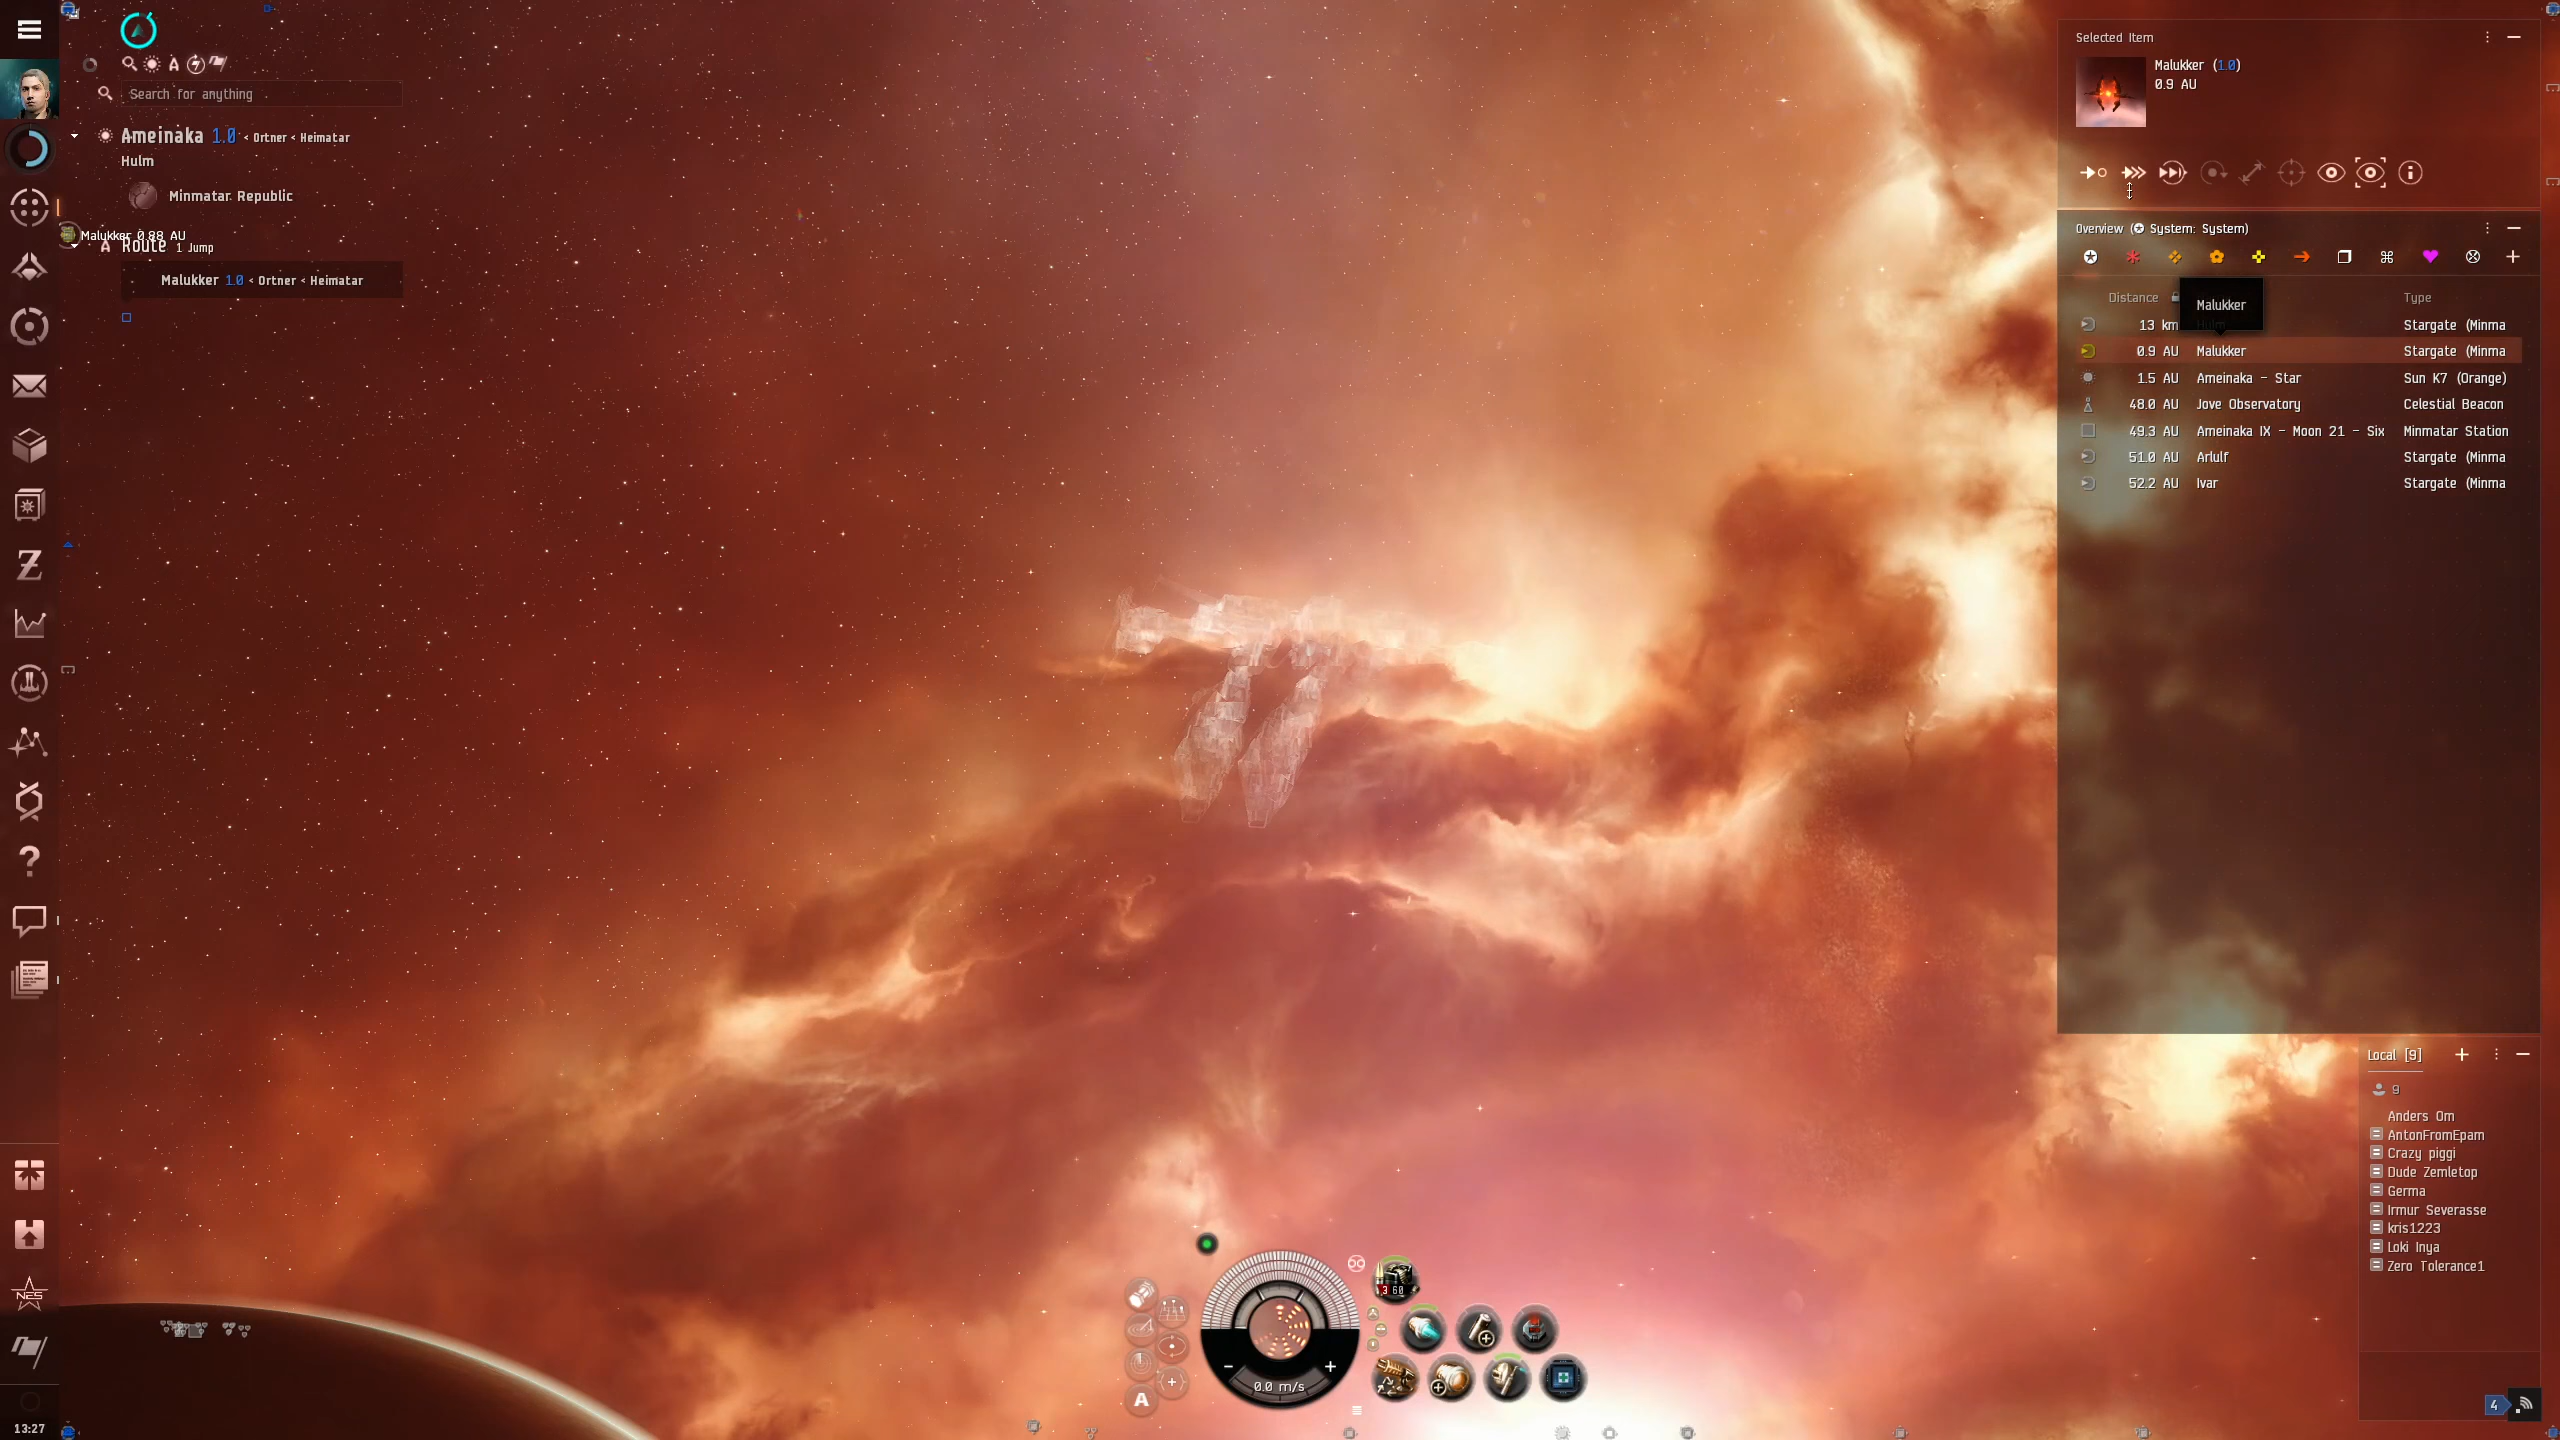 Search for anything
Ameinaka 1.0 < Ortner < Heimatar
Hulm
Minmatar Republic
Malukker 0.88 AU
Route 1 Jump
Malukker 1.0 < Ortner < Heimatar
NES
13:27
Selected Item
Malukker (1.0)
0.9 AU
Overview (✪ System: System)
Distance Type
Malukker
13 km Hulm Stargate (Minma
0.9 AU Malukker Stargate (Minma
1.5 AU Ameinaka - Star Sun K7 (Orange)
48.0 AU Jove Observatory Celestial Beacon
49.3 AU Ameinaka IX - Moon 21 - Six Minmatar Station
51.0 AU Arlulf Stargate (Minma
52.2 AU Ivar Stargate (Minma
Local [9]
9
Anders Om
AntonFromEpam
Crazy piggi
Dude Zemletop
Germa
Irmur Severasse
kris1223
Loki Inya
Zero Tolerance1
4
3 60
0.0 m/s
A